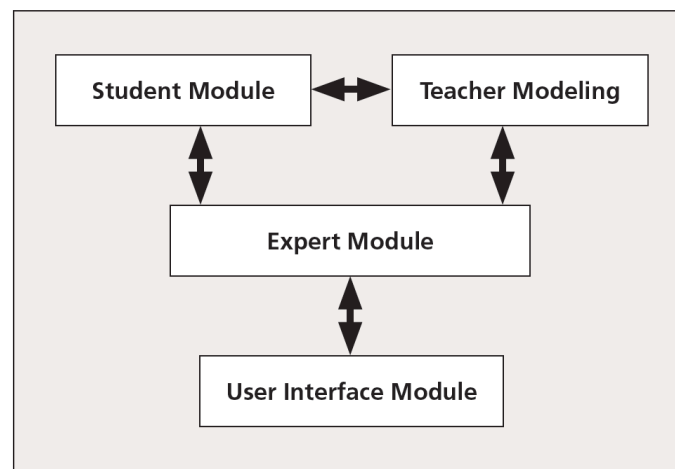 Student Module
Teacher Modeling
Expert Module
User Interface Module